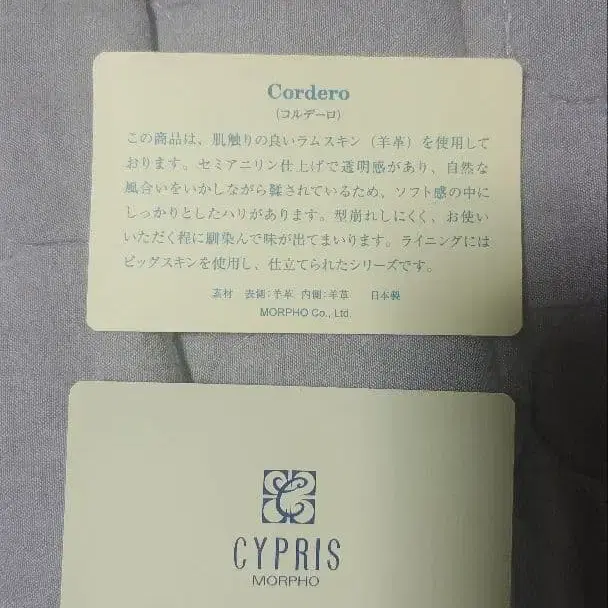 Cordero
(コルデーロ)
この商品は、肌触りの良いラムスキン（羊革）を使用して
おります。セミアニリン仕上げで透明感があり、自然な
風合いをいかしながら鞣されているため、ソフト感の中に
しっかりとしたハリがあります。型崩れしにくく、お使い
いただく程に馴染んで味が出てまいります。ライニングには
ピッグスキンを使用し、仕立てられたシリーズです。
素材 表側:羊革 内側:羊革 日本製
MORPHO Co., Ltd.
CYPRIS
MORPHO